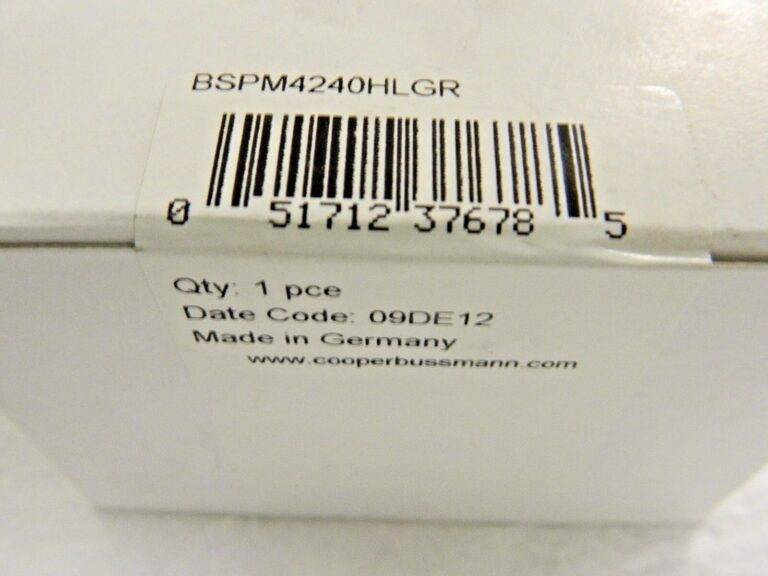 BSPM4240HLGR
0 51712 37678 5
Qty: 1 pce
Date Code: 09DE12
Made in Germany
www.cooperbussmann.com